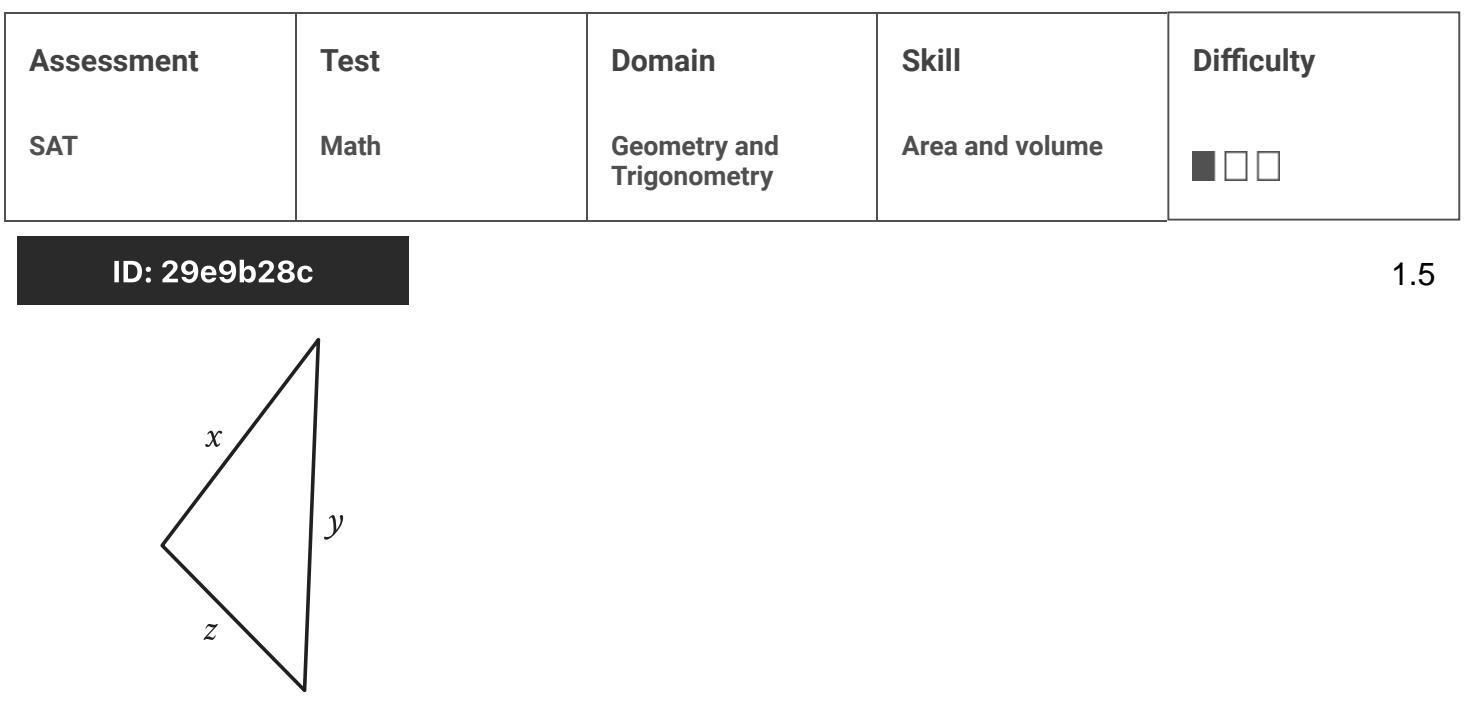 Assessment Test Domain Skill Difficulty
SAT Math Geometry and Trigonometry Area and volume
ID: 29e9b28c
1.5
x
y
z